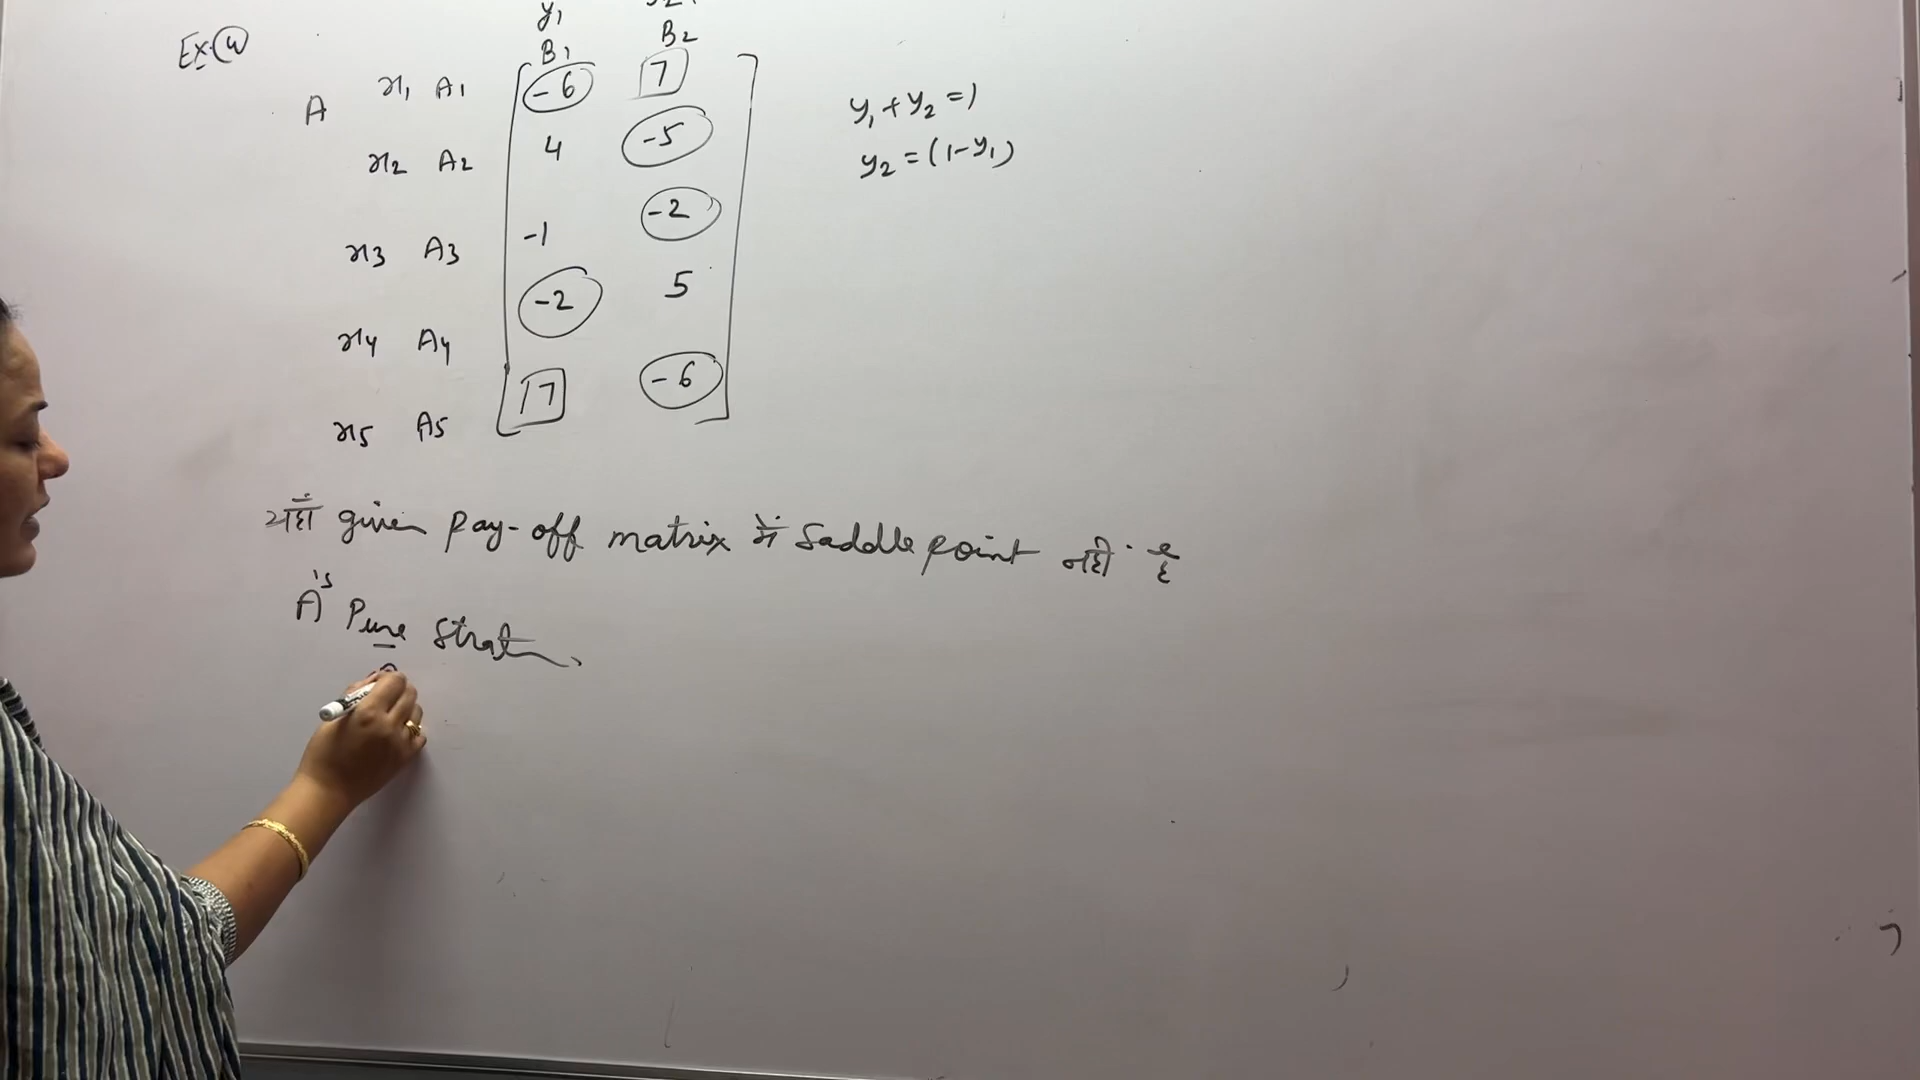 Ex. 4
y₁
B₁ B₂
A x₁ A₁ -6 7
x₂ A₂ 4 -5
x₃ A₃ -1 -2
x₄ A₄ -2 5
x₅ A₅ 17 -6
y₁ + y₂ = 1
y₂ = (1-y₁)
यहाँ given pay-off matrix में Saddle point नहीं है
A's Pure